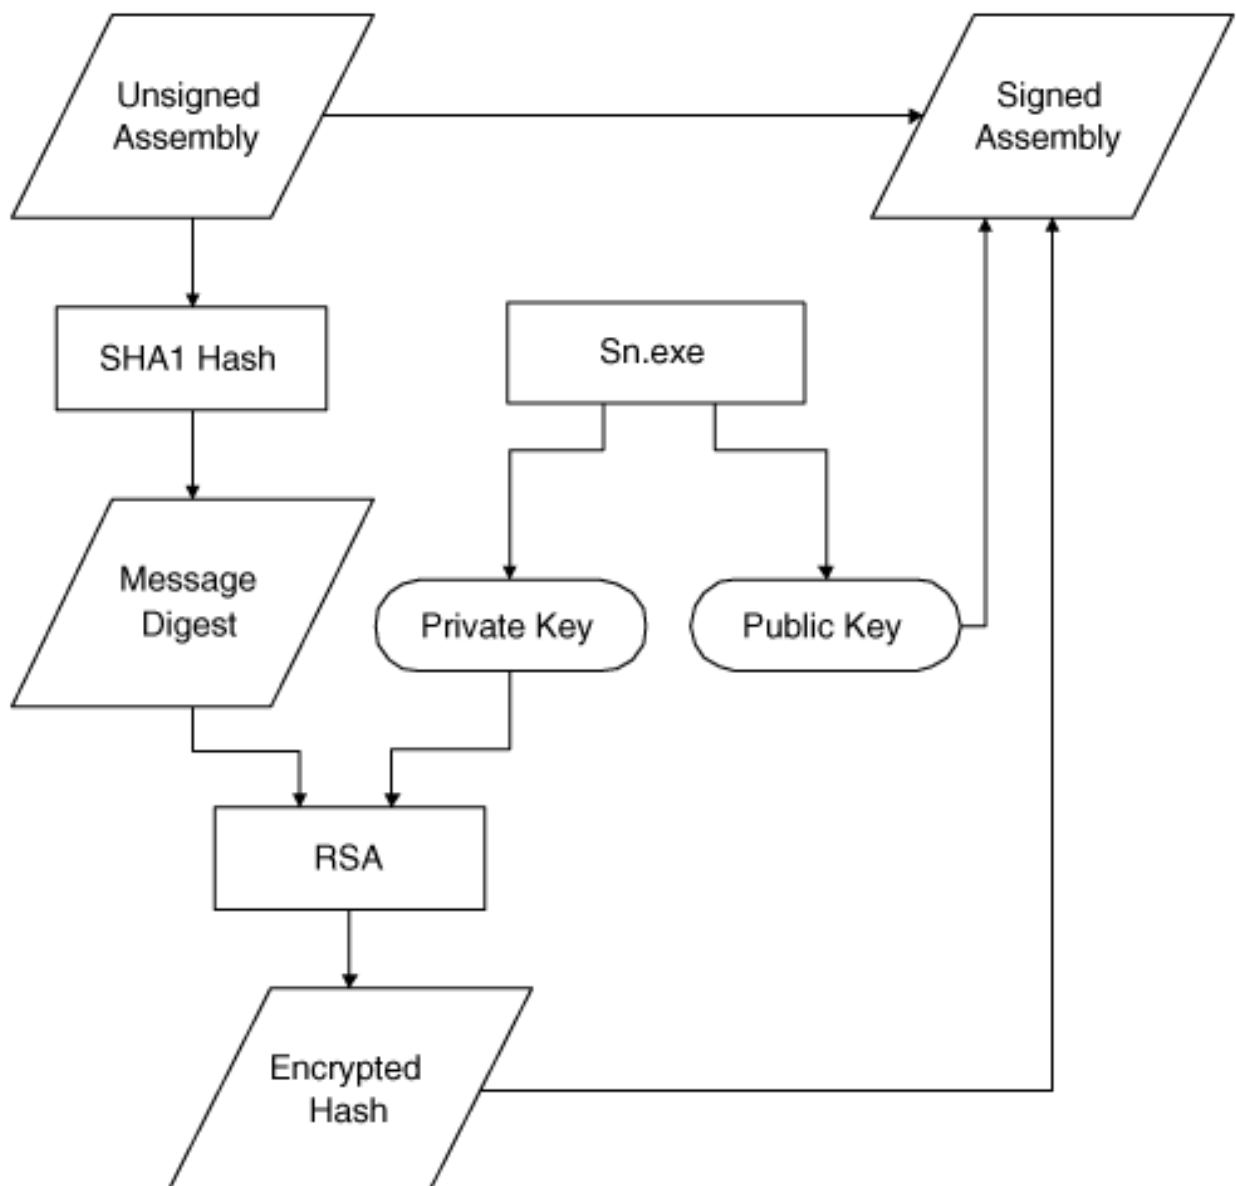 Unsigned
Assembly
Signed
Assembly
SHA1 Hash
Sn.exe
Message
Digest
Private Key
Public Key
RSA
Encrypted
Hash